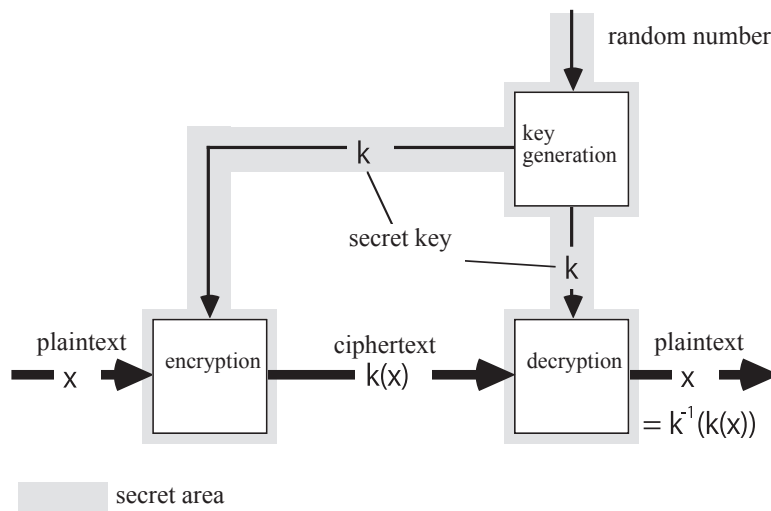 random number
key
generation
k
secret key
k
plaintext
x
encryption
ciphertext
k(x)
decryption
plaintext
x
= k⁻¹(k(x))
secret area